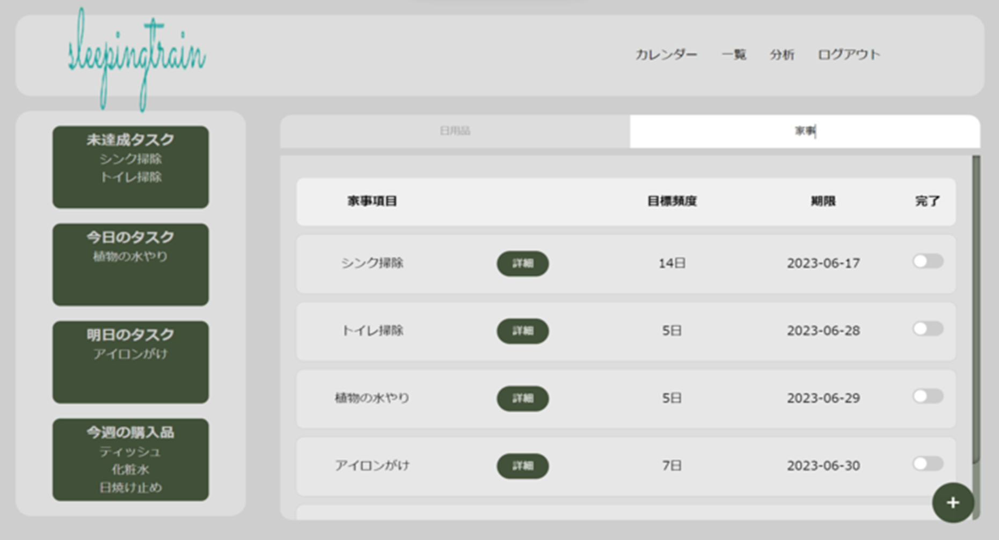 sleepingtrain
カレンダー 一覧 分析 ログアウト
未達成タスク
シンク掃除
トイレ掃除
今日のタスク
植物の水やり
明日のタスク
アイロンがけ
今週の購入品
ティッシュ
化粧水
日焼け止め
日用品 家事
家事項目 目標頻度 期限 完了
シンク掃除 詳細 14日 2023-06-17
トイレ掃除 詳細 5日 2023-06-28
植物の水やり 詳細 5日 2023-06-29
アイロンがけ 詳細 7日 2023-06-30
+